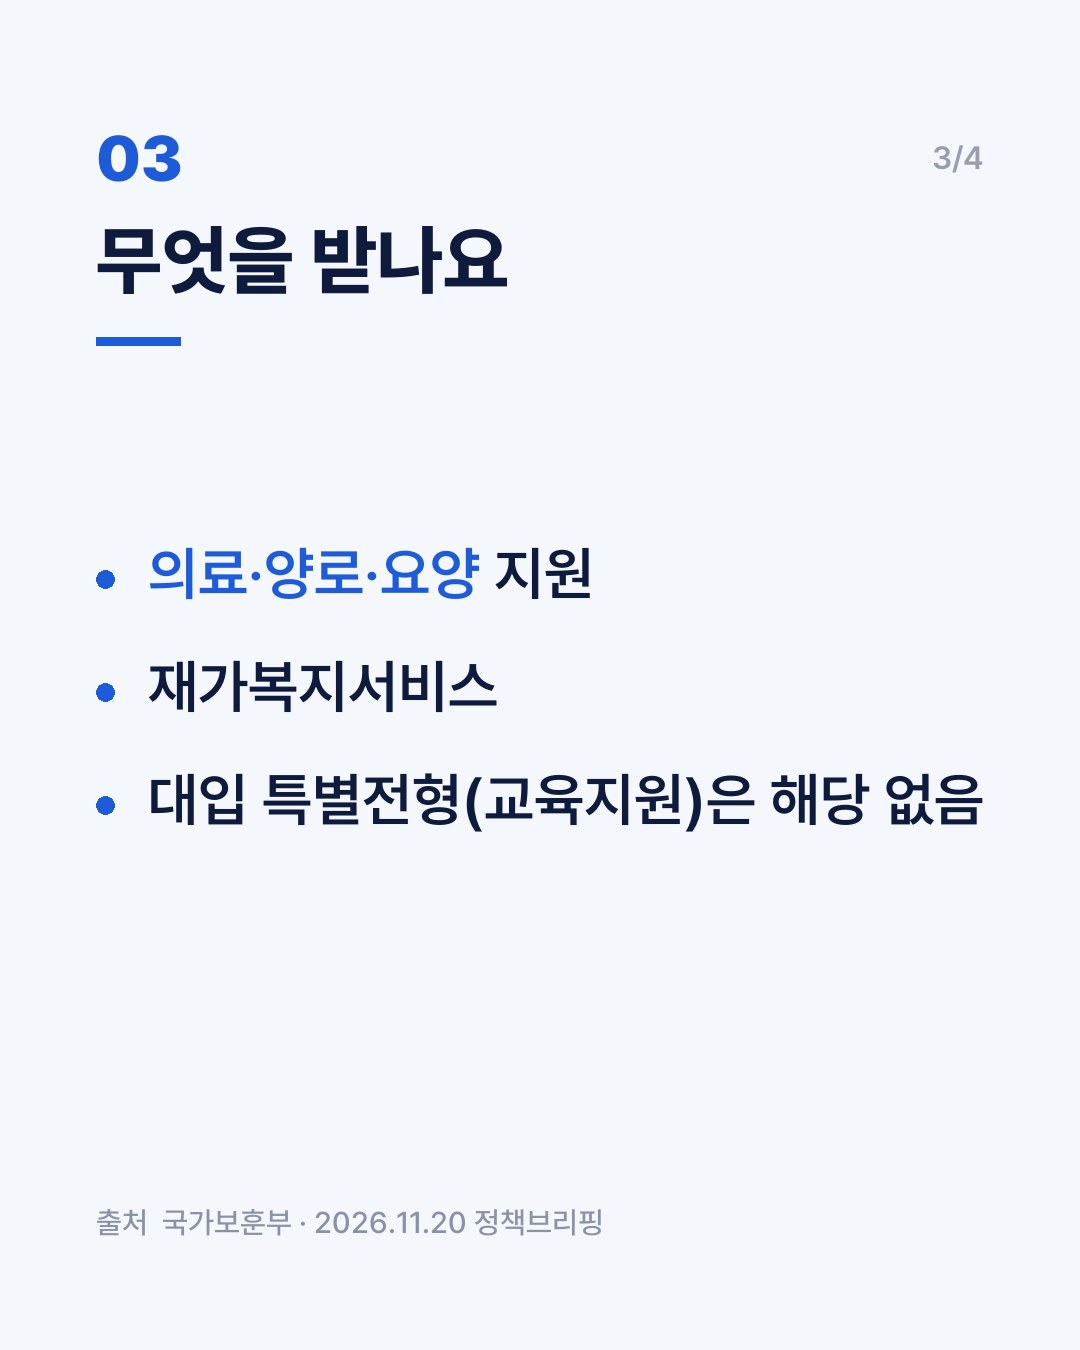 03
3/4
무엇을 받나요
의료·양로·요양 지원
재가복지서비스
대입 특별전형(교육지원)은 해당 없음
출처 국가보훈부 · 2026.11.20 정책브리핑